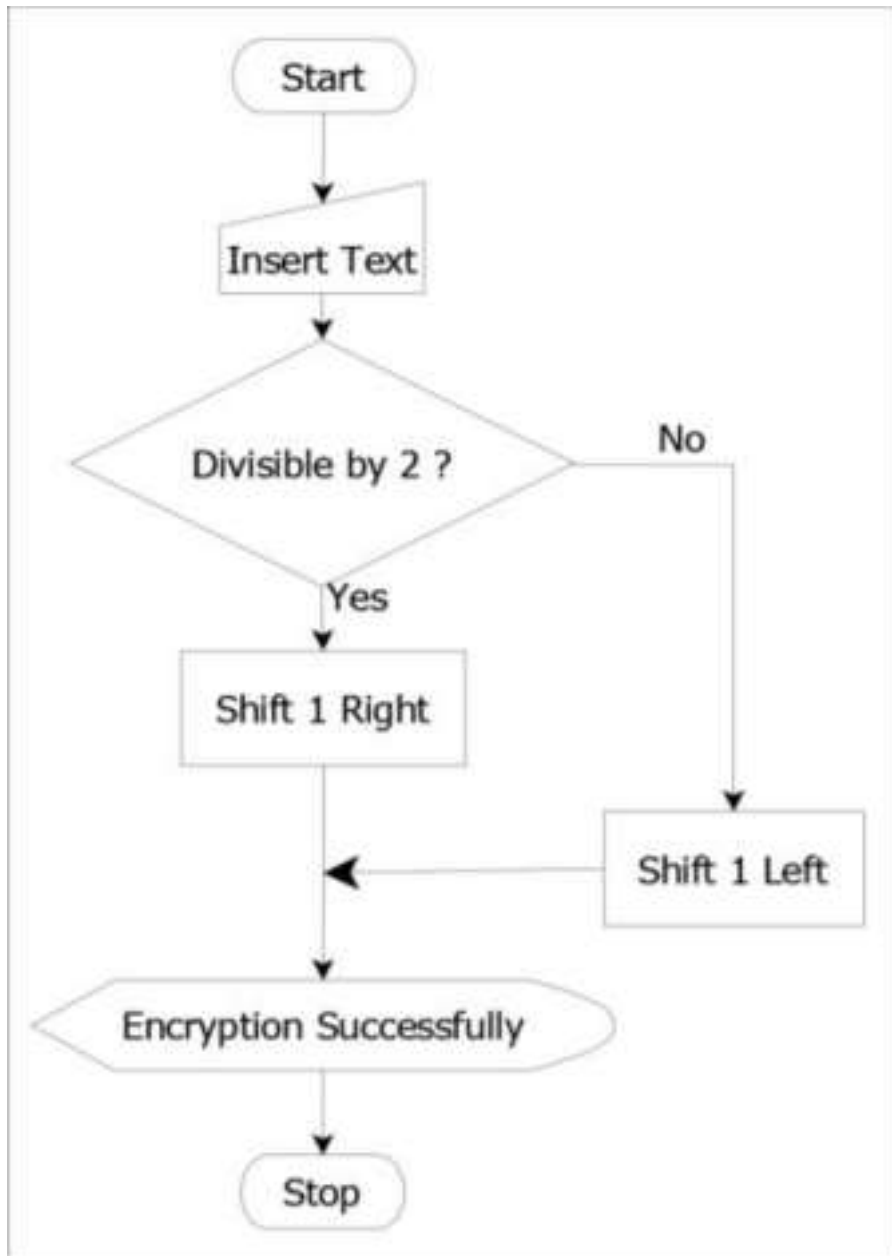 Start
Insert Text
Divisible by 2 ?
No
Yes
Shift 1 Right
Shift 1 Left
Encryption Successfully
Stop